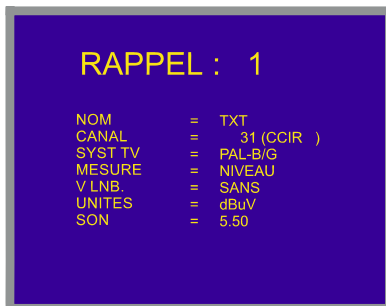 RAPPEL : 1
NOM = TXT
CANAL = 31 (CCIR )
SYST TV = PAL-B/G
MESURE = NIVEAU
V LNB. = SANS
UNITES = dBuV
SON = 5.50